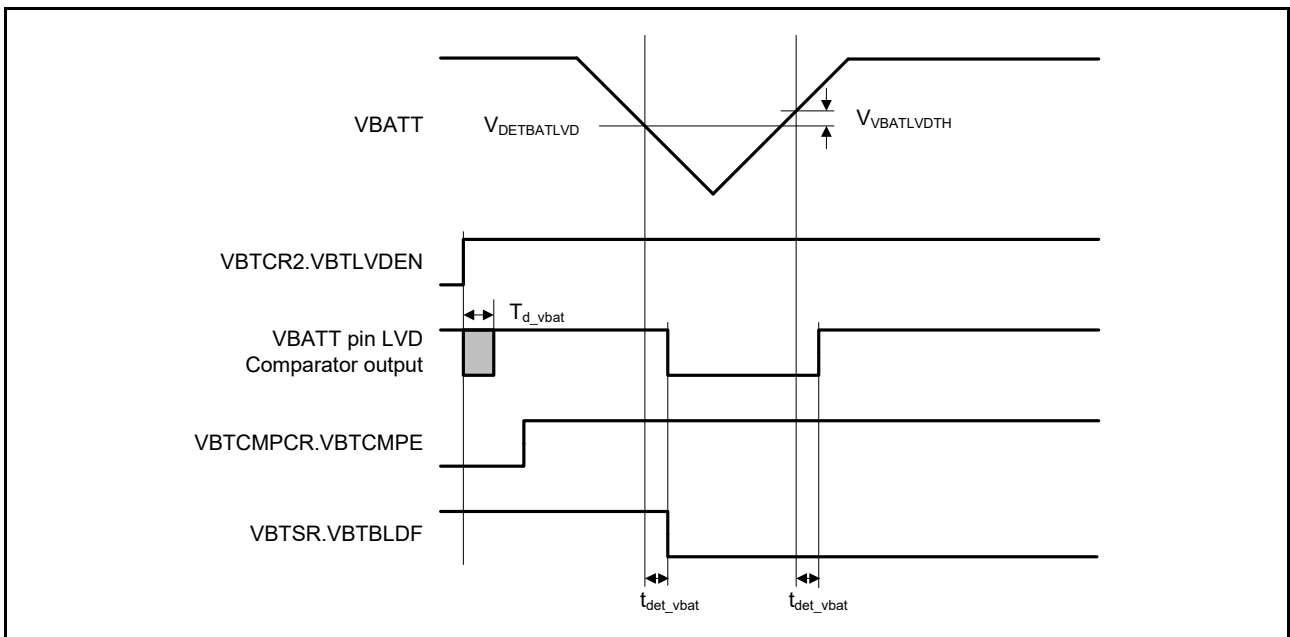 VBATT
VDETBATLVD
VVBATLVDTH
VBTCR2.VBTLVDEN
Td_vbat
VBATT pin LVD
Comparator output
VBTCMPCR.VBTCMPE
VBTSR.VBTBLDF
tdet_vbat
tdet_vbat